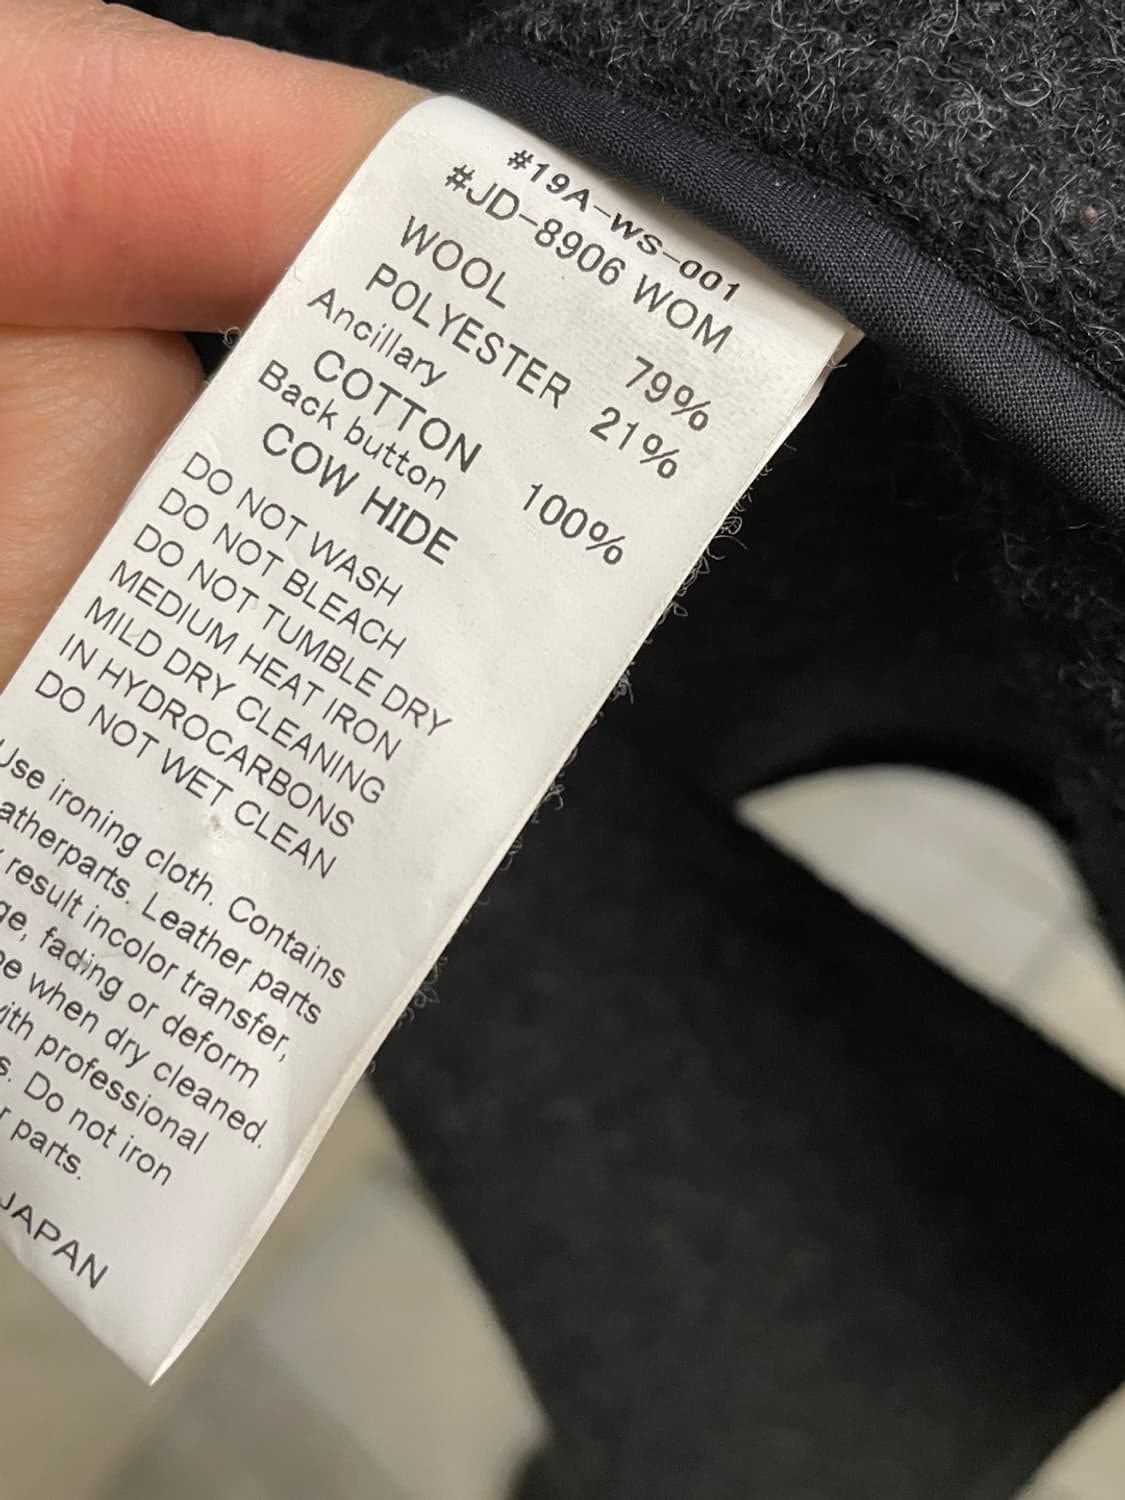 #19A-WS-001
#JD-8906 WOM
WOOL 79%
POLYESTER 21%
Ancillary
COTTON 100%
Back button
COW HIDE
DO NOT WASH
DO NOT BLEACH
DO NOT TUMBLE DRY
MEDIUM HEAT IRON
MILD DRY CLEANING
IN HYDROCARBONS
DO NOT WET CLEAN
Use ironing cloth. Contains
atherparts. Leather parts
result incolor transfer,
ge, fading or deform
when dry cleaned.
with professional
s. Do not iron
r parts.
JAPAN